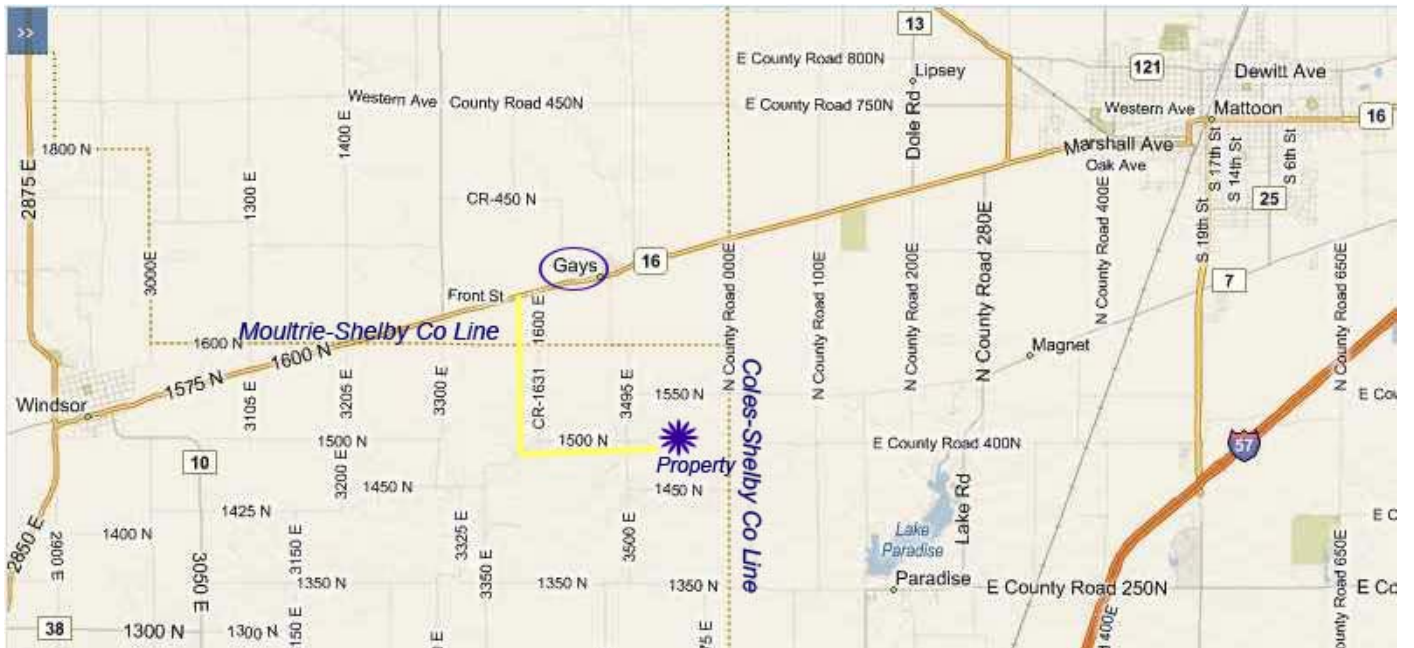 >>
13
E County Road 800N
Lipsey
121
Dewitt Ave
Western Ave
County Road 450N
E County Road 750N
Western Ave
Mattoon
16
1400 E
Dole Rd
Marshall Ave
Oak Ave
1800 N
2875 E
1300 E
CR-450 N
N County Road 400E
S 17th St
S 14th St
S 6th St
25
S 19th St
3000E
Gays
16
N County Road 000E
N County Road 100E
N County Road 200E
N County Road 280E
N County Road 650E
7
Front St
1600 E
Moultrie-Shelby Co Line
1600 N
1600 N
1575 N
Magnet
Windsor
3105 E
3205 E
3300 E
CR-1631
3495 E
1550 N
Coles-Shelby Co Line
1500 N
1500 N
Property
E County Road 400N
57
10
3200 E
1450 N
1450 N
1425 N
1400 N
2850 E
2900 E
3050 E
3150 E
3325 E
3350 E
3500 E
Lake Rd
Lake
Paradise
Paradise
1350 N
1350 N
1350 N
E County Road 250N
38
1300 N
1300 N